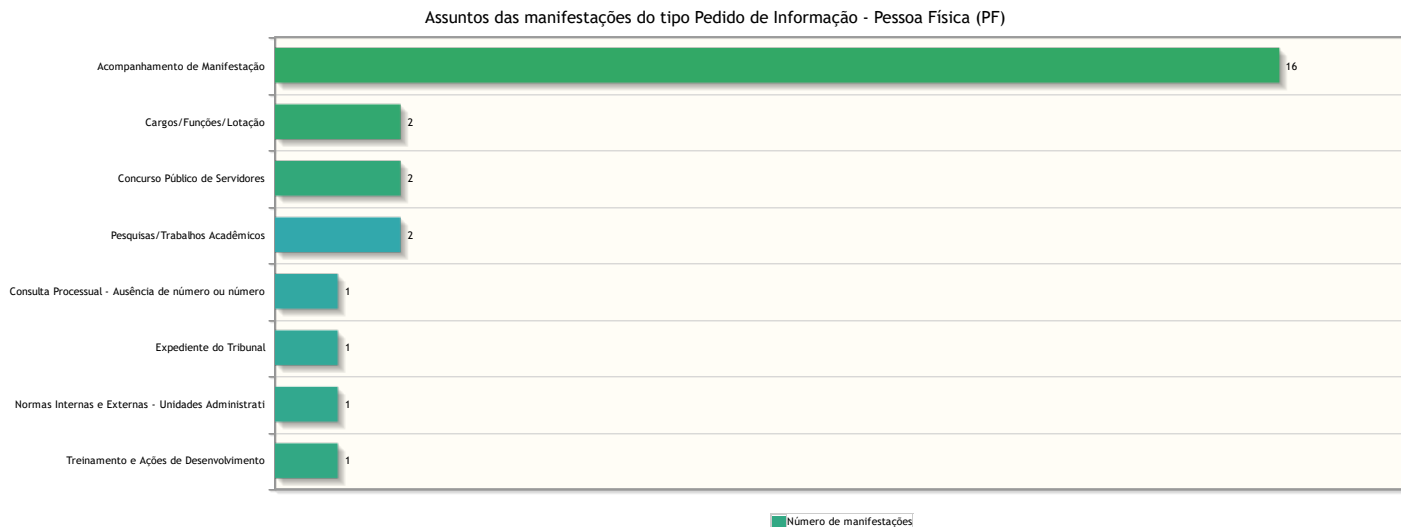 Assuntos das manifestações do tipo Pedido de Informação - Pessoa Física (PF)
Acompanhamento de Manifestação
16
Cargos/Funções/Lotação
2
Concurso Público de Servidores
2
Pesquisas/Trabalhos Acadêmicos
2
Consulta Processual - Ausência de número ou número
1
Expediente do Tribunal
1
Normas Internas e Externas - Unidades Administrati
1
Treinamento e Ações de Desenvolvimento
1
Número de manifestações